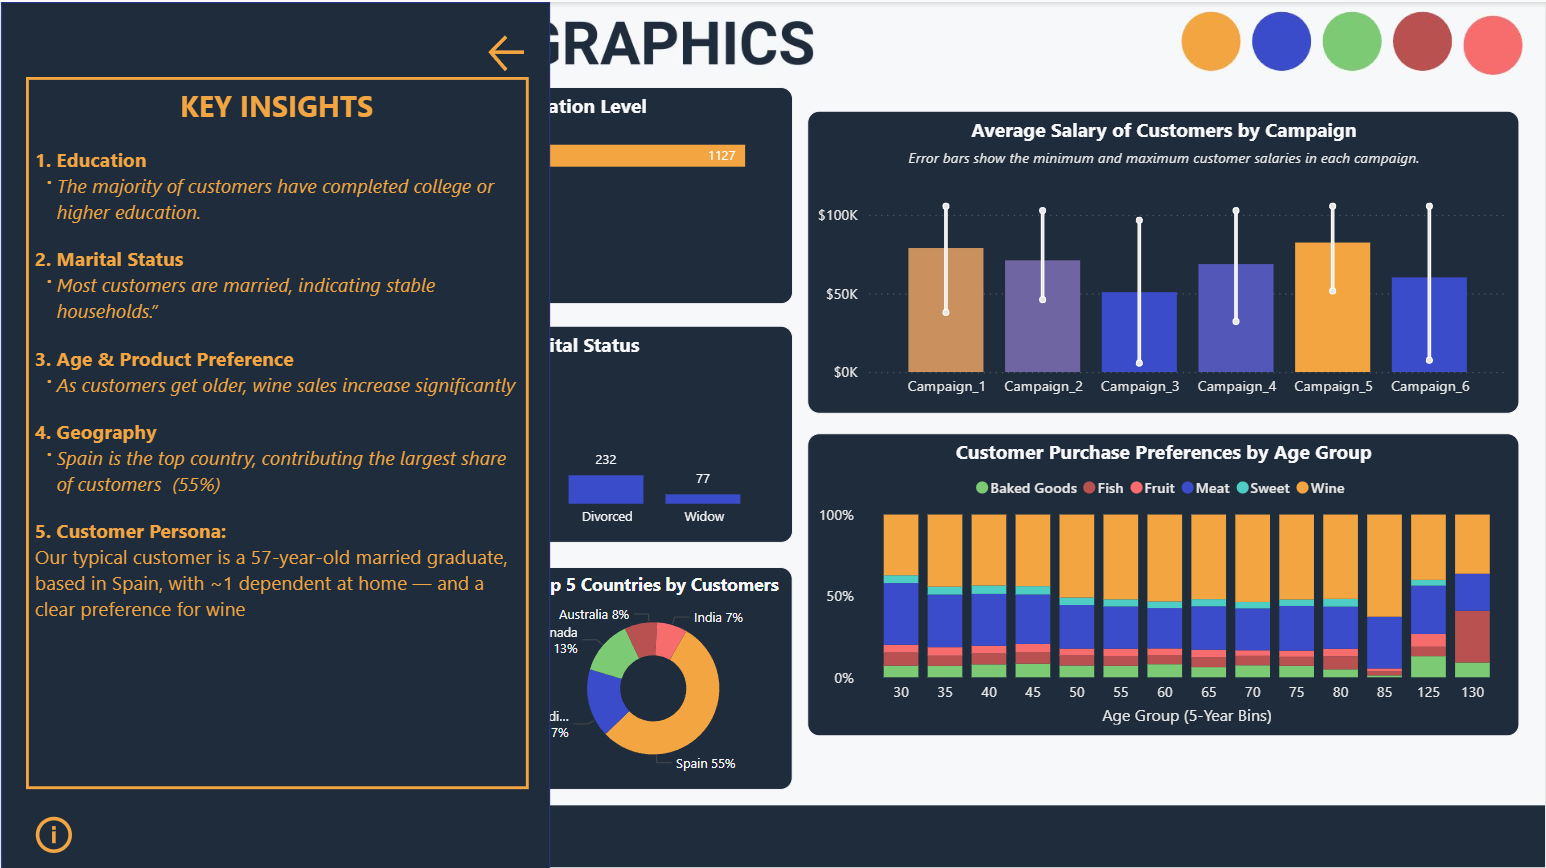 GRAPHICS
KEY INSIGHTS
1. Education
· The majority of customers have completed college or
higher education.
2. Marital Status
· Most customers are married, indicating stable
households.”
3. Age & Product Preference
· As customers get older, wine sales increase significantly
4. Geography
· Spain is the top country, contributing the largest share
of customers (55%)
5. Customer Persona:
Our typical customer is a 57-year-old married graduate,
based in Spain, with ~1 dependent at home — and a
clear preference for wine
ation Level
1127
ital Status
232
77
Divorced
Widow
p 5 Countries by Customers
Australia 8%
India 7%
nada
13%
di...
7%
Spain 55%
Average Salary of Customers by Campaign
Error bars show the minimum and maximum customer salaries in each campaign.
$100K
$50K
$0K
Campaign_1 Campaign_2 Campaign_3 Campaign_4 Campaign_5 Campaign_6
Customer Purchase Preferences by Age Group
Baked Goods Fish Fruit Meat Sweet Wine
100%
50%
0%
30 35 40 45 50 55 60 65 70 75 80 85 125 130
Age Group (5-Year Bins)